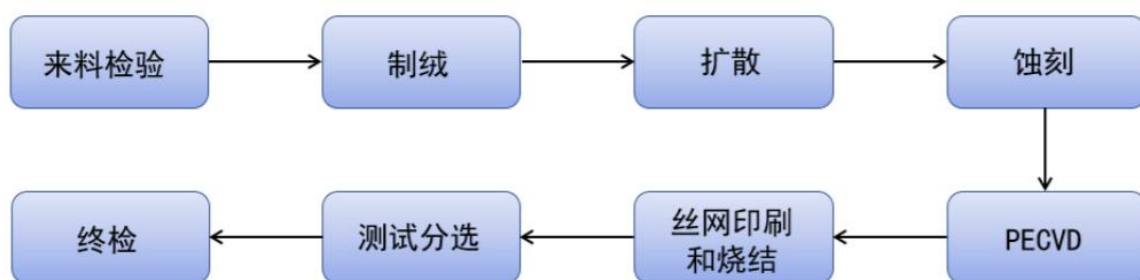 来料检验
制绒
扩散
蚀刻
PECVD
丝网印刷
和烧结
测试分选
终检